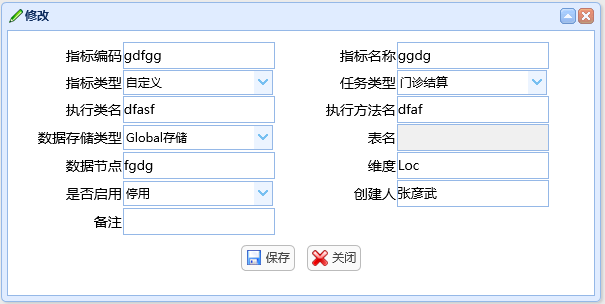 修改
指标编码 gdfgg 指标名称 ggdg
指标类型 自定义 任务类型 门诊结算
执行类名 dfasf 执行方法名 dfaf
数据存储类型 Global存储 表名
数据节点 fgdg 维度 Loc
是否启用 停用 创建人 张彦武
备注
保存 关闭